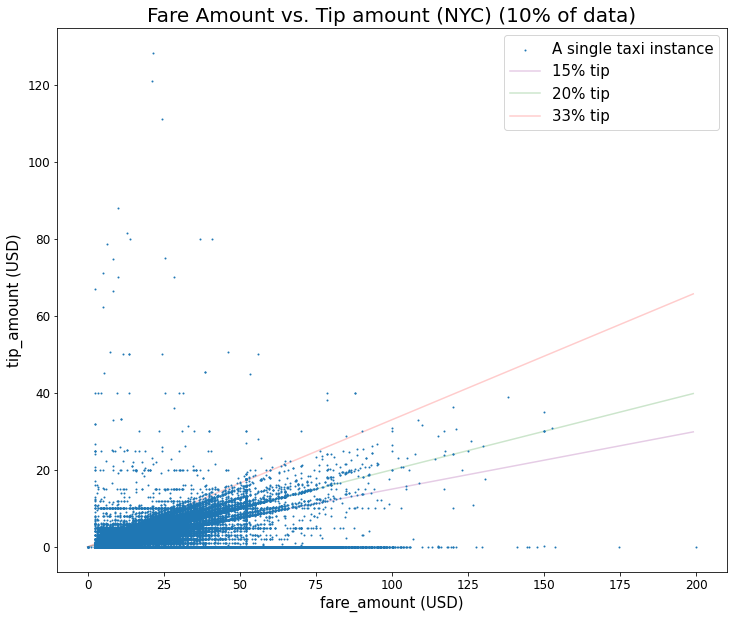 Fare Amount vs. Tip amount (NYC) (10% of data)
A single taxi instance
15% tip
20% tip
33% tip
120
100
80
60
40
20
0
tip_amount (USD)
0 25 50 75 100 125 150 175 200
fare_amount (USD)